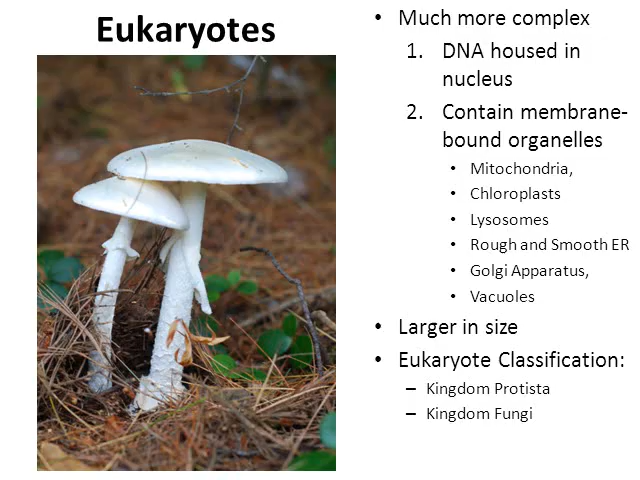 Eukaryotes
• Much more complex
1. DNA housed in
nucleus
2. Contain membrane-
bound organelles
• Mitochondria,
• Chloroplasts
• Lysosomes
• Rough and Smooth ER
• Golgi Apparatus,
• Vacuoles
• Larger in size
• Eukaryote Classification:
– Kingdom Protista
– Kingdom Fungi